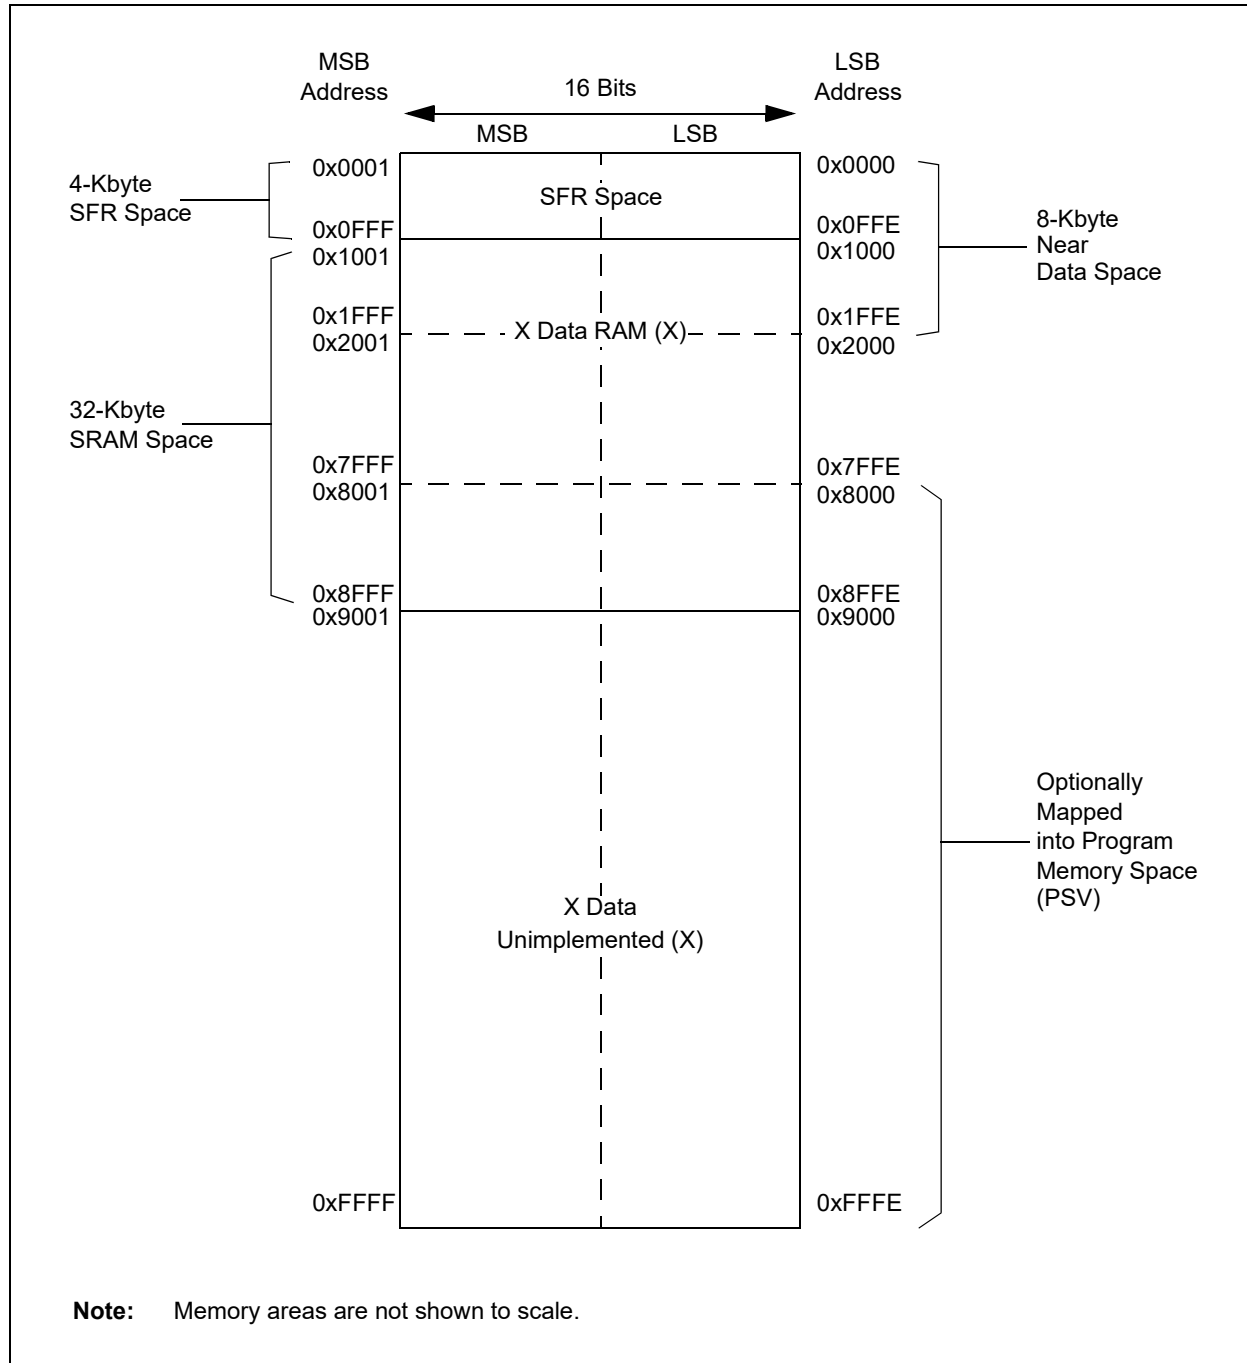 MSB
Address
16 Bits
LSB
Address
MSB
LSB
0x0001
0x0000
4-Kbyte
SFR Space
SFR Space
0x0FFF
0x0FFE
0x1001
0x1000
8-Kbyte
Near
Data Space
0x1FFF
0x1FFE
X Data RAM (X)
0x2001
0x2000
32-Kbyte
SRAM Space
0x7FFF
0x7FFE
0x8001
0x8000
0x8FFF
0x8FFE
0x9001
0x9000
Optionally
Mapped
into Program
Memory Space
(PSV)
X Data
Unimplemented (X)
0xFFFF
0xFFFE
Note: Memory areas are not shown to scale.